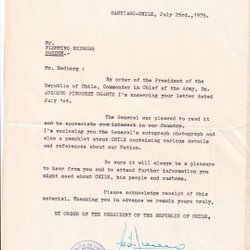 SANTIAGO-CHILE, July 23rd., 1975.
Mr.
FLEMMING
SWEDEN.-
Mr. Hedberg :
By order of the President of the
Republic of Chile, Commander in Chief of the Army, Dn.
AUGUSTO PINOCHET UGARTE I'm answering your letter dated
July 1st.
The General was pleased to read it
and he appreciate your interest in our Country.
I'm enclosing you the General's autograph photograph and
also a pamphlet about CHILE containing various details
and references about our Nation.
Be sure it will always be a pleasure
to hear from you and to attend further information you
might need about CHILE, his people and customs.
Please acknowledge receipt of this
material. Thanking you in advance we remain yours truly,
BY ORDER OF THE PRESIDENT OF THE REPUBLIC OF CHILE,